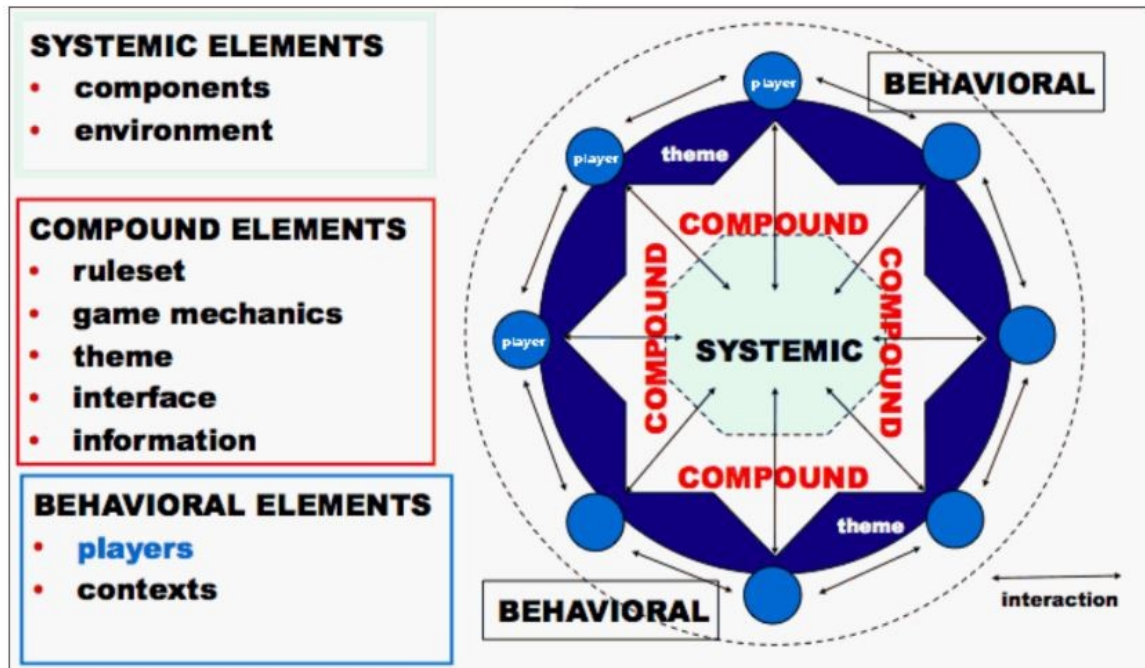 SYSTEMIC ELEMENTS
• components
• environment
COMPOUND ELEMENTS
• ruleset
• game mechanics
• theme
• interface
• information
BEHAVIORAL ELEMENTS
• players
• contexts
player
BEHAVIORAL
player
theme
COMPOUND
COMPOUND
COMPOUND
player
SYSTEMIC
COMPOUND
theme
BEHAVIORAL
interaction